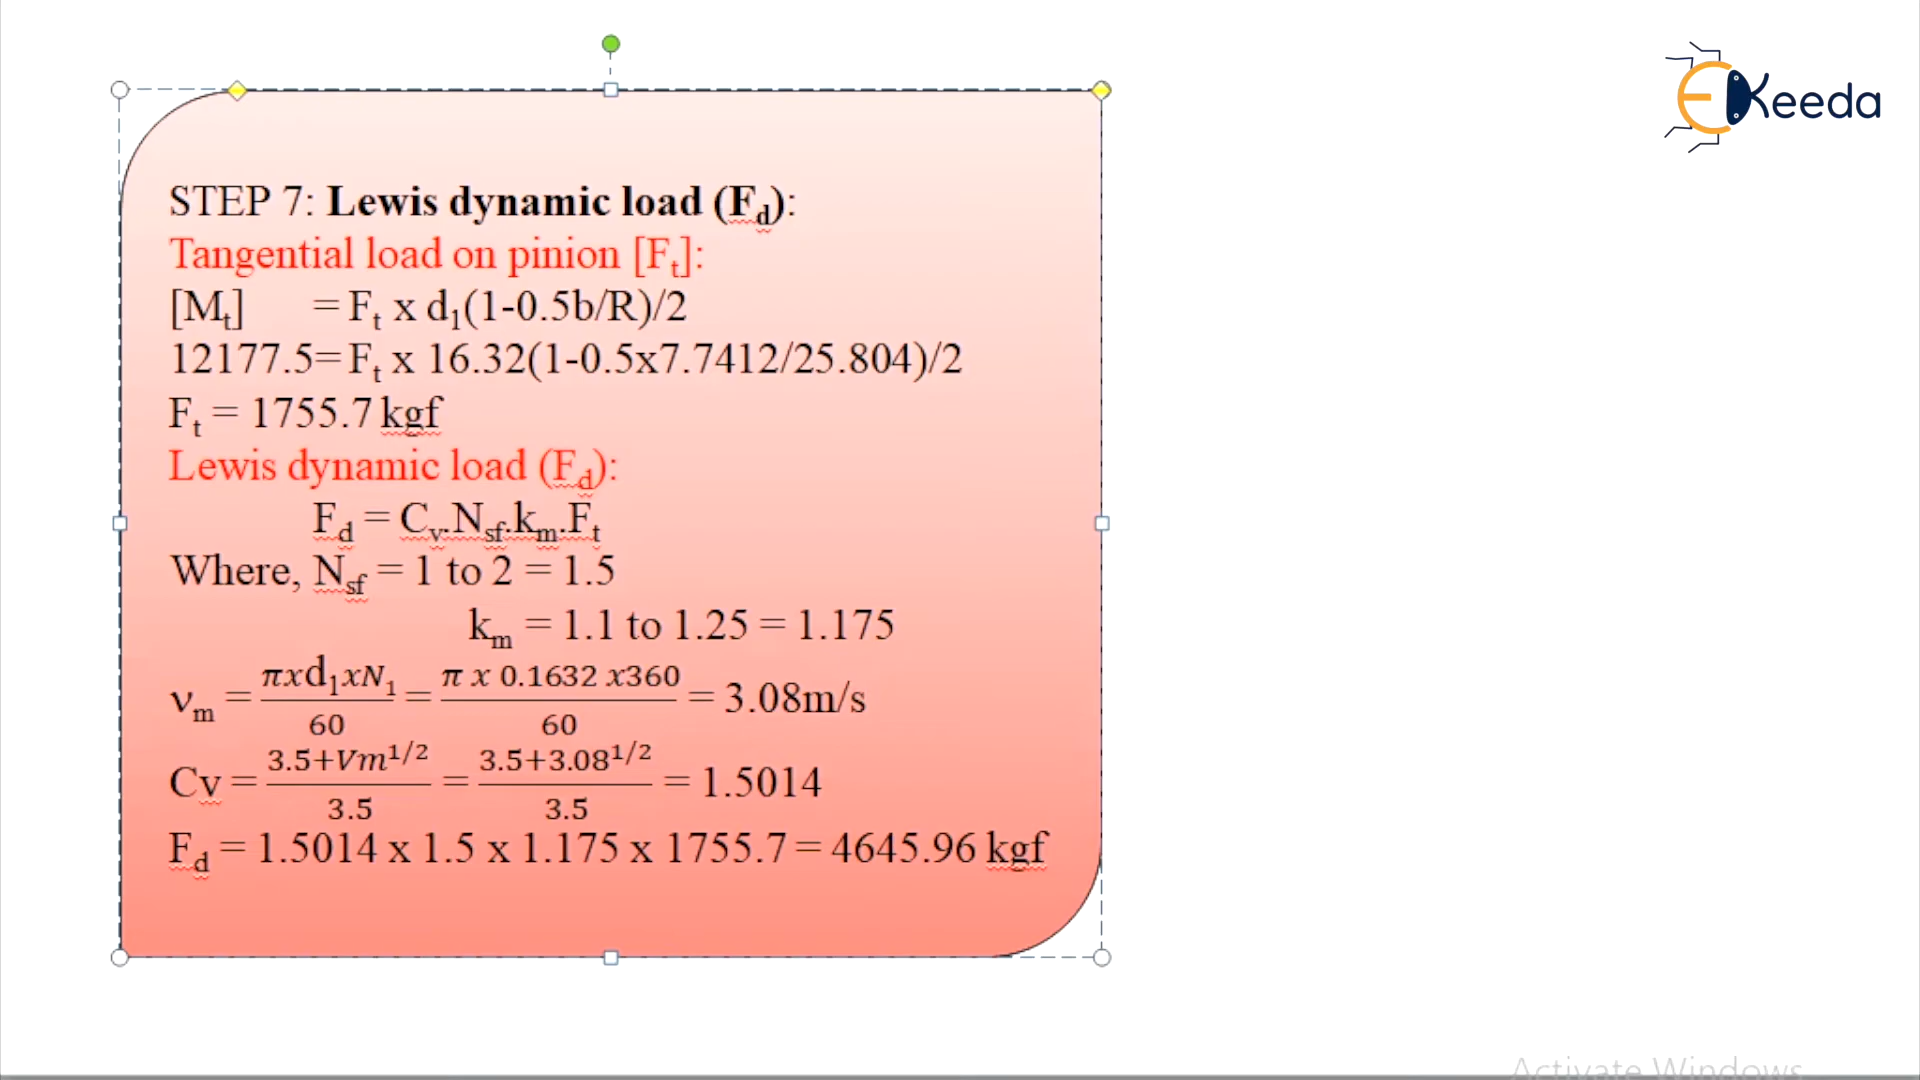 EKeeda
STEP 7: Lewis dynamic load (Fd):
Tangential load on pinion [Ft]:
[Mt] = Ft x d1(1-0.5b/R)/2
12177.5= Ft x 16.32(1-0.5x7.7412/25.804)/2
Ft = 1755.7 kgf
Lewis dynamic load (Fd):
Fd = Cv.Nsf.km.Ft
Where, Nsf = 1 to 2 = 1.5
km = 1.1 to 1.25 = 1.175
vm = πxd1xN1/60 = π x 0.1632 x360/60 = 3.08m/s
Cv = 3.5+Vm^1/2/3.5 = 3.5+3.08^1/2/3.5 = 1.5014
Fd = 1.5014 x 1.5 x 1.175 x 1755.7 = 4645.96 kgf
Activate Windows